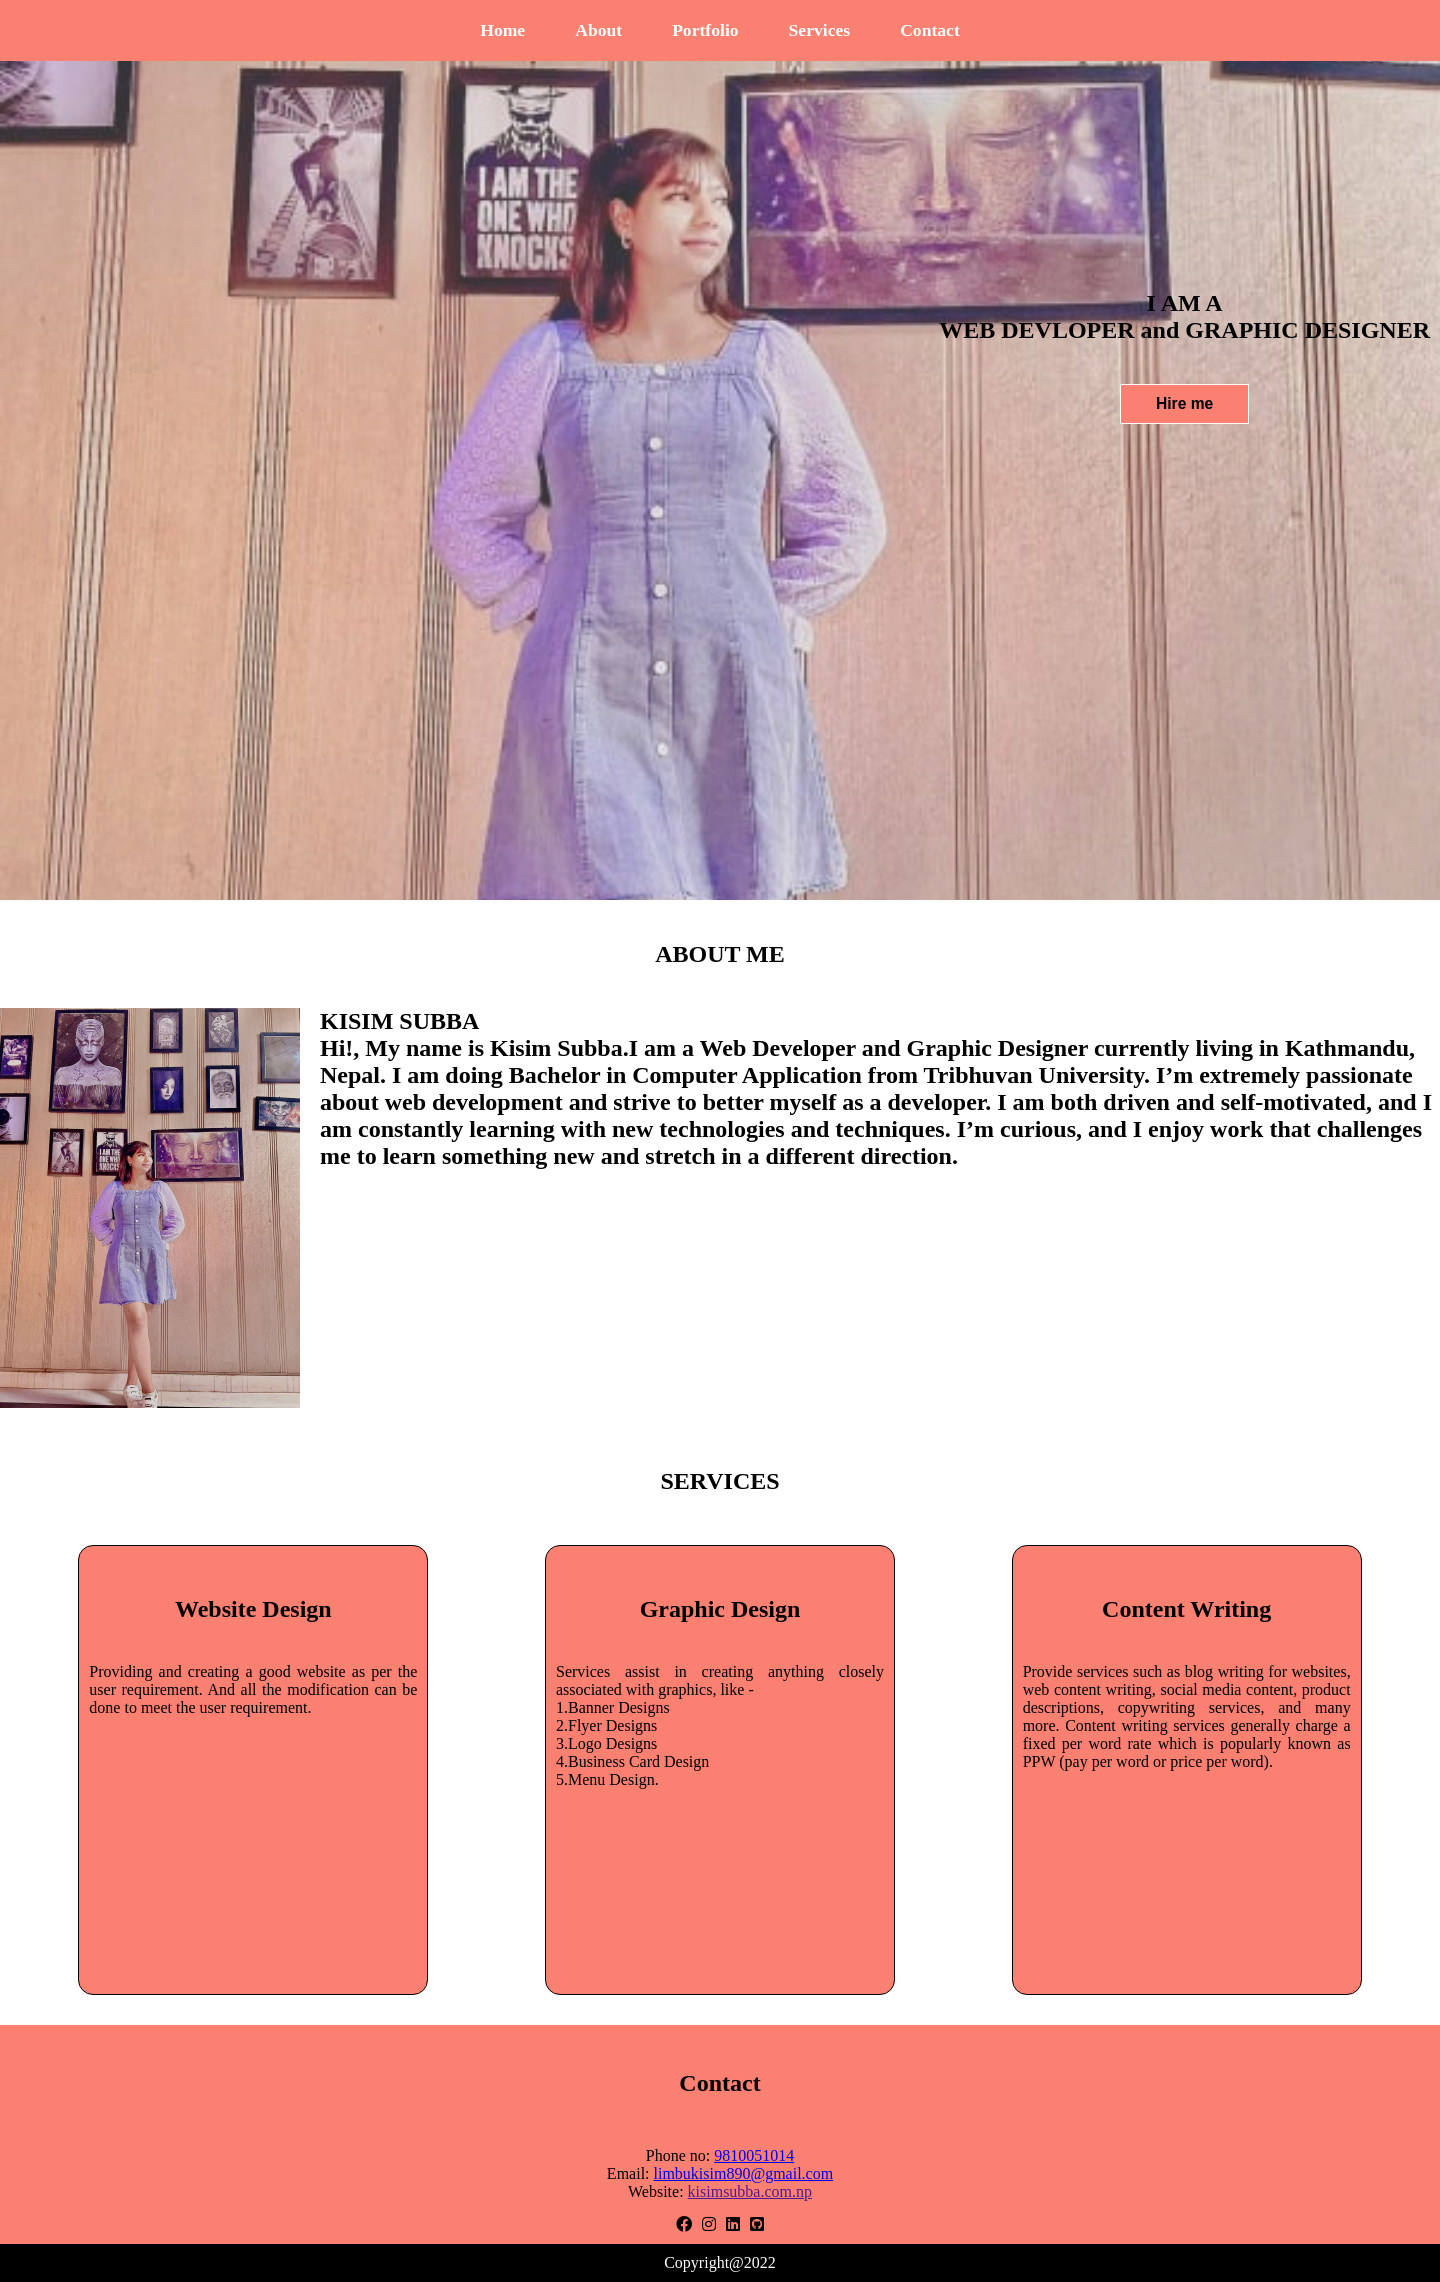 Home About Portfolio Services Contact
I AM THE
ONE WHO
KNOCKS
I AM A
WEB DEVLOPER and GRAPHIC DESIGNER
Hire me
ABOUT ME
I AM THE
ONE WHO
KNOCKS
KISIM SUBBA
Hi!, My name is Kisim Subba.I am a Web Developer and Graphic Designer currently living in Kathmandu,
Nepal. I am doing Bachelor in Computer Application from Tribhuvan University. I’m extremely passionate
about web development and strive to better myself as a developer. I am both driven and self-motivated, and I
am constantly learning with new technologies and techniques. I’m curious, and I enjoy work that challenges
me to learn something new and stretch in a different direction.
SERVICES
Website Design
Providing and creating a good website as per the
user requirement. And all the modification can be
done to meet the user requirement.
Graphic Design
Services assist in creating anything closely
associated with graphics, like -
1.Banner Designs
2.Flyer Designs
3.Logo Designs
4.Business Card Design
5.Menu Design.
Content Writing
Provide services such as blog writing for websites,
web content writing, social media content, product
descriptions, copywriting services, and many
more. Content writing services generally charge a
fixed per word rate which is popularly known as
PPW (pay per word or price per word).
Contact
Phone no: 9810051014
Email: limbukisim890@gmail.com
Website: kisimsubba.com.np
Copyright@2022